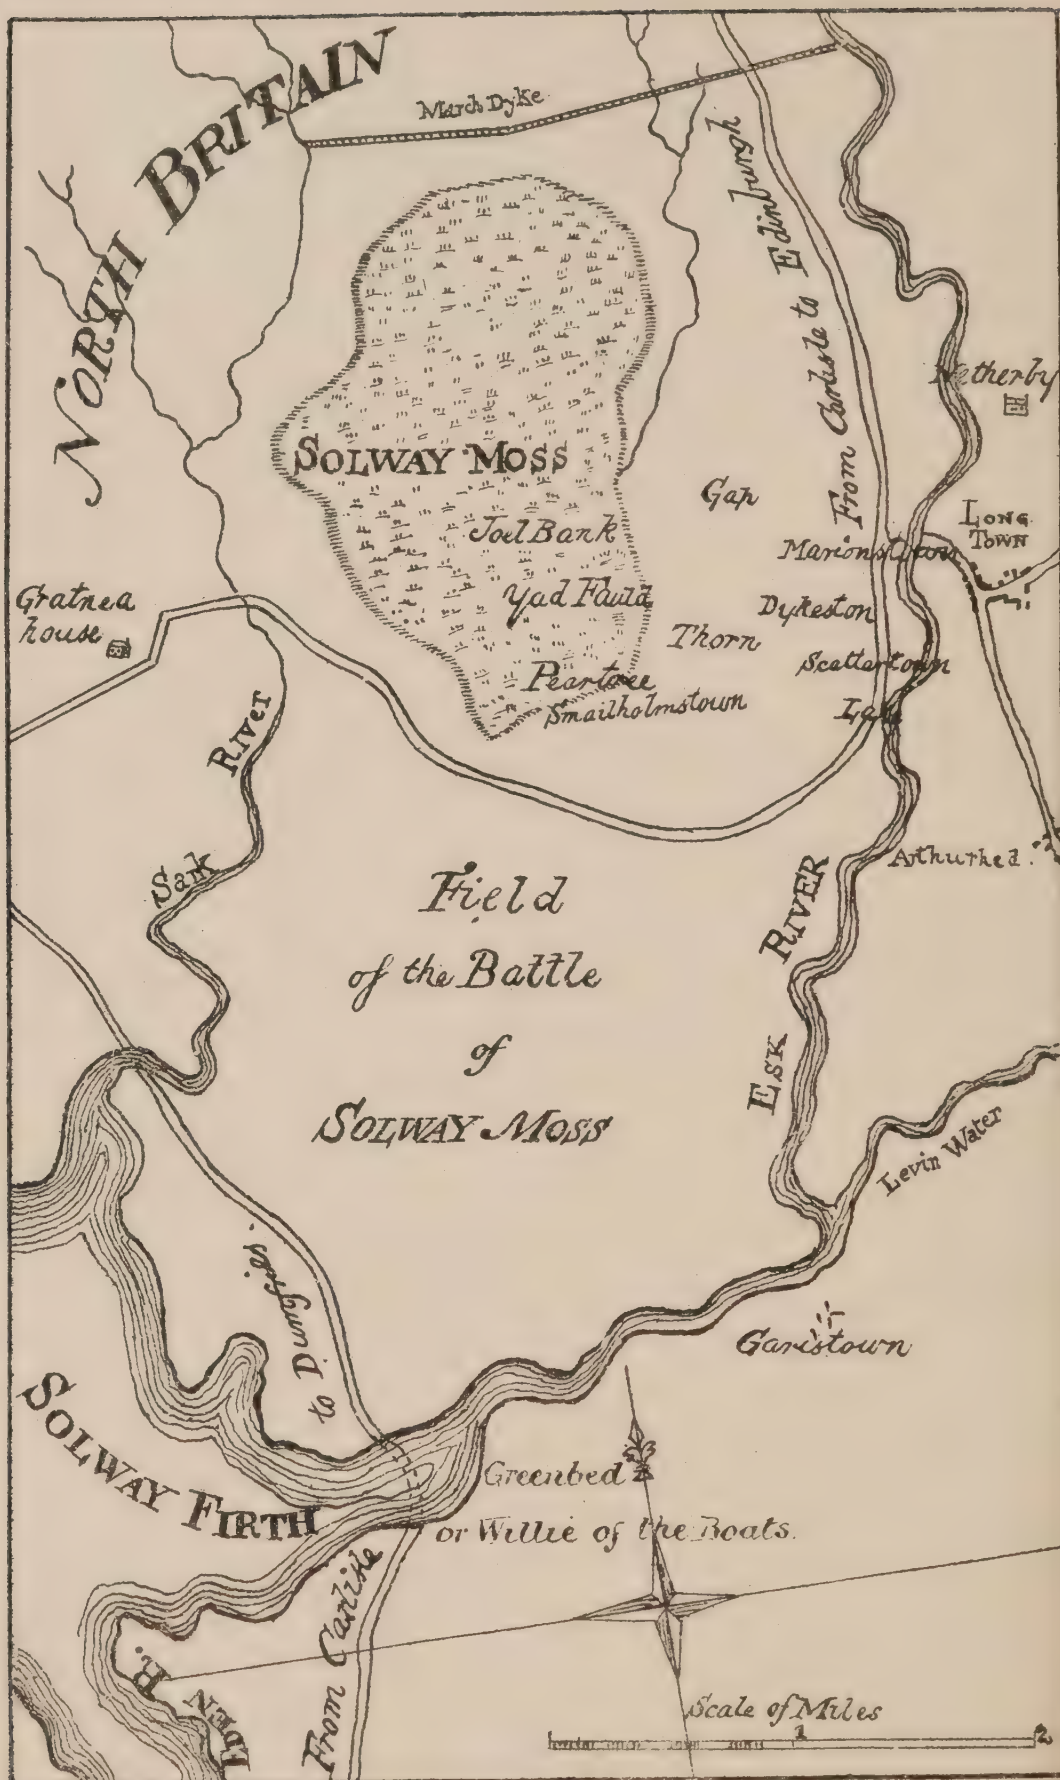 NORTH BRITAIN
March Dyke
From Carlisle to Edinburgh
Netherby
SOLWAY MOSS
Gap
LONG
TOWN
Joel Bank
Marionstown
Yad Fauld
Gratnea
house
Dykeston
Thorn
Scattertown
Peartree
Smailholmstown
Lake
SARK RIVER
Arthurhed
Field
of the Battle
of
SOLWAY MOSS
ESK RIVER
Levin Water
to Dumfries.
Garistown
SOLWAY FIRTH
Greenbed
or Willie of the Boats.
From Carlisle
EDEN R.
Scale of Miles
1 2